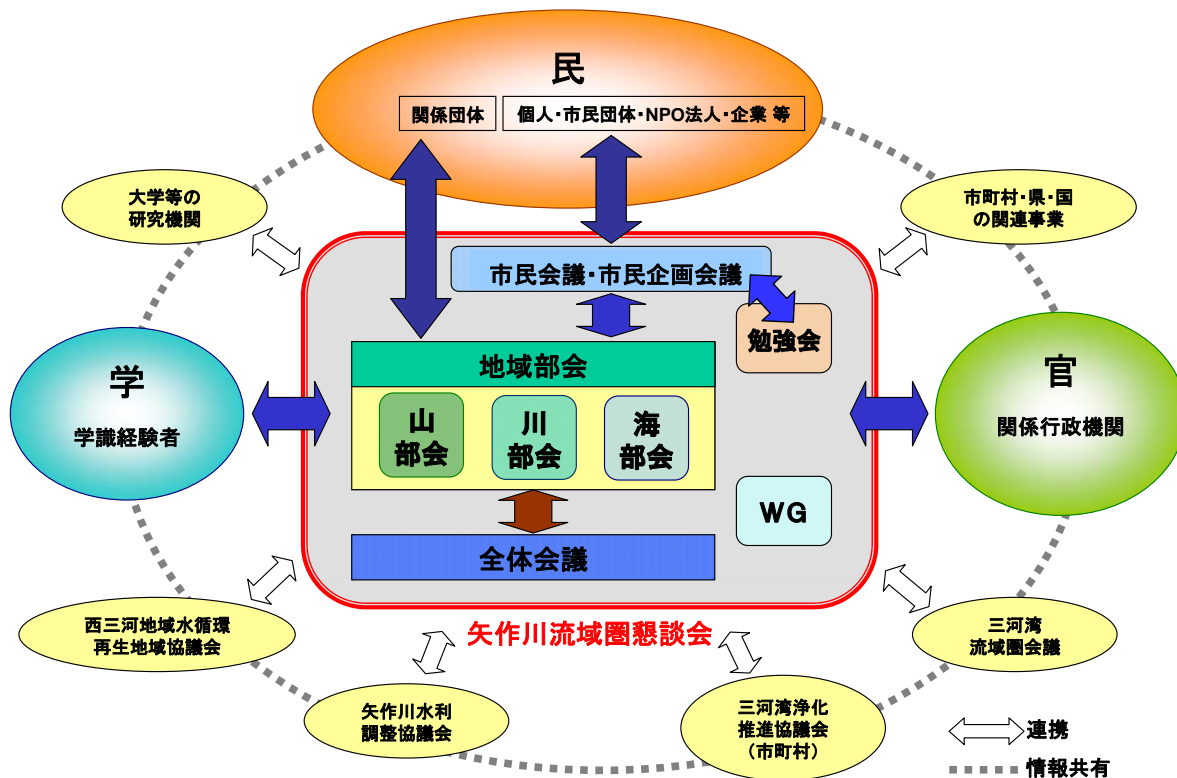 民
関係団体
個人・市民団体・NPO法人・企業 等
大学等の
研究機関
市町村・県・国
の関連事業
市民会議・市民企画会議
勉強会
地域部会
山
部会
川
部会
海
部会
学
学識経験者
官
関係行政機関
WG
全体会議
矢作川流域圏懇談会
西三河地域水循環
再生地域協議会
三河湾
流域圏会議
矢作川水利
調整協議会
三河湾浄化
推進協議会
（市町村）
連携
情報共有